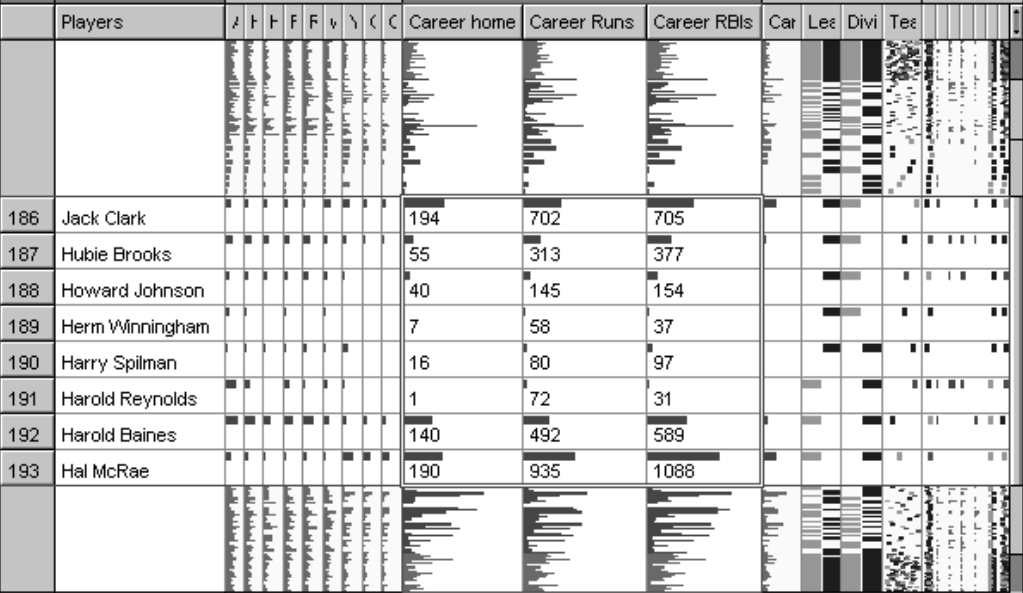 Players Career home Career Runs Career RBIs Car Lea Divi Tea
186 Jack Clark 194 702 705
187 Hubie Brooks 55 313 377
188 Howard Johnson 40 145 154
189 Herm Winningham 7 58 37
190 Harry Spilman 16 80 97
191 Harold Reynolds 1 72 31
192 Harold Baines 140 492 589
193 Hal McRae 190 935 1088